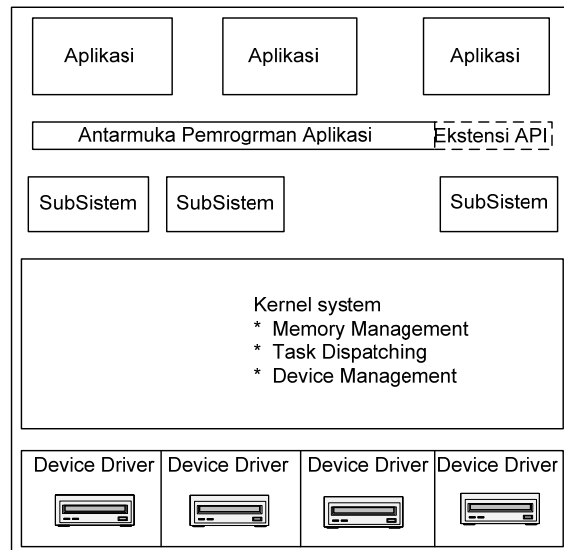 Aplikasi Aplikasi Aplikasi
Antarmuka Pemrogrman Aplikasi Ekstensi API
SubSistem SubSistem SubSistem
Kernel system
* Memory Management
* Task Dispatching
* Device Management
Device Driver Device Driver Device Driver Device Driver